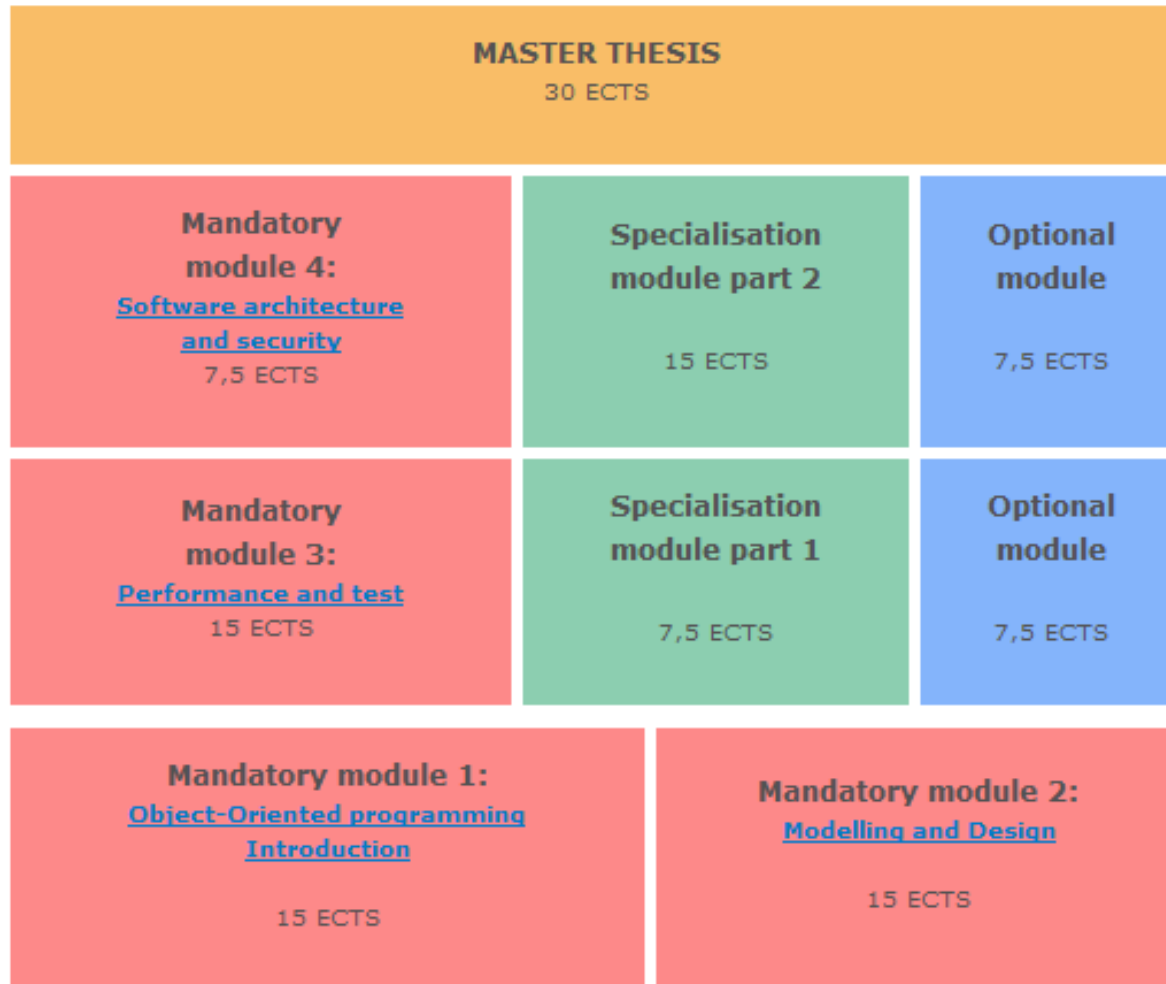 MASTER THESIS
30 ECTS
Mandatory
module 4:
Software architecture
and security
7,5 ECTS
Specialisation
module part 2
15 ECTS
Optional
module
7,5 ECTS
Mandatory
module 3:
Performance and test
15 ECTS
Specialisation
module part 1
7,5 ECTS
Optional
module
7,5 ECTS
Mandatory module 1:
Object-Oriented programming
Introduction
15 ECTS
Mandatory module 2:
Modelling and Design
15 ECTS